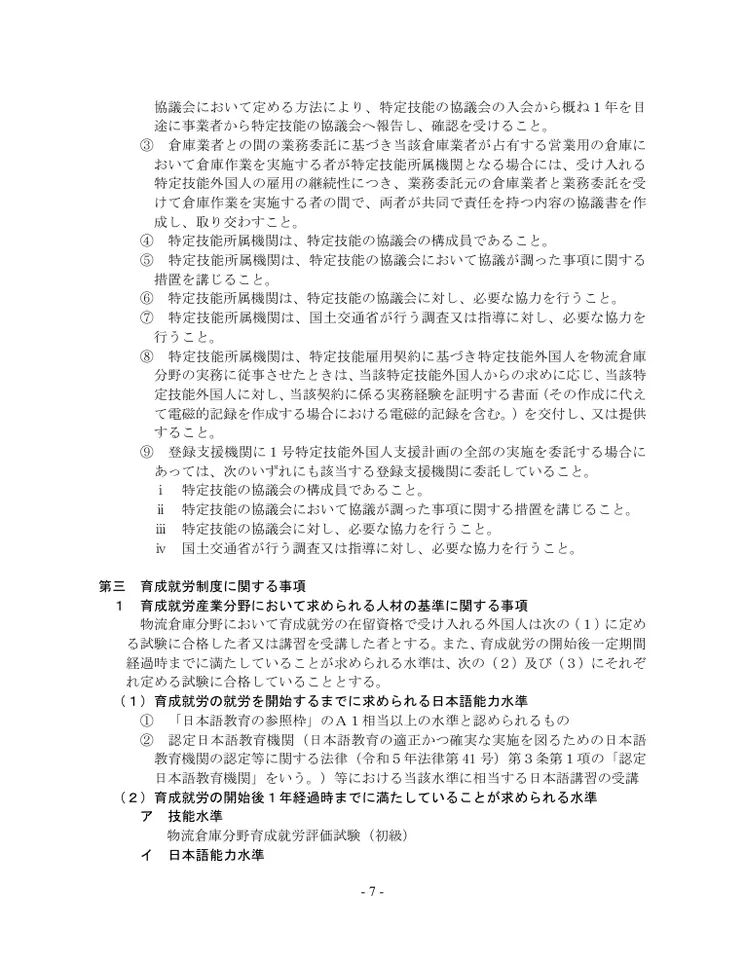 協議会において定める方法により、特定技能の協議会の入会から概ね１年を目
途に事業者から特定技能の協議会へ報告し、確認を受けること。
③　倉庫業者との間の業務委託に基づき当該倉庫業者が占有する営業用の倉庫に
おいて倉庫作業を実施する者が特定技能所属機関となる場合には、受け入れる
特定技能外国人の雇用の継続性につき、業務委託元の倉庫業者と業務委託を受
けて倉庫作業を実施する者の間で、両者が共同で責任を持つ内容の協議書を作
成し、取り交わすこと。
④　特定技能所属機関は、特定技能の協議会の構成員であること。
⑤　特定技能所属機関は、特定技能の協議会において協議が調った事項に関する
措置を講じること。
⑥　特定技能所属機関は、特定技能の協議会に対し、必要な協力を行うこと。
⑦　特定技能所属機関は、国土交通省が行う調査又は指導に対し、必要な協力を
行うこと。
⑧　特定技能所属機関は、特定技能雇用契約に基づき特定技能外国人を物流倉庫
分野の実務に従事させたときは、当該特定技能外国人からの求めに応じ、当該特
定技能外国人に対し、当該契約に係る実務経験を証明する書面（その作成に代え
て電磁的記録を作成する場合における電磁的記録を含む。）を交付し、又は提供
すること。
⑨　登録支援機関に１号特定技能外国人支援計画の全部の実施を委託する場合に
あっては、次のいずれにも該当する登録支援機関に委託していること。
ⅰ　特定技能の協議会の構成員であること。
ⅱ　特定技能の協議会において協議が調った事項に関する措置を講じること。
ⅲ　特定技能の協議会に対し、必要な協力を行うこと。
ⅳ　国土交通省が行う調査又は指導に対し、必要な協力を行うこと。
第三　育成就労制度に関する事項
１　育成就労産業分野において求められる人材の基準に関する事項
物流倉庫分野において育成就労の在留資格で受け入れる外国人は次の（１）に定め
る試験に合格した者又は講習を受講した者とする。また、育成就労の開始後一定期間
経過時までに満たしていることが求められる水準は、次の（２）及び（３）にそれぞ
れ定める試験に合格していることとする。
（１）育成就労の就労を開始するまでに求められる日本語能力水準
①　「日本語教育の参照枠」のＡ１相当以上の水準と認められるもの
②　認定日本語教育機関（日本語教育の適正かつ確実な実施を図るための日本語
教育機関の認定等に関する法律（令和５年法律第 41 号）第３条第１項の「認定
日本語教育機関」をいう。）等における当該水準に相当する日本語講習の受講
（２）育成就労の開始後１年経過時までに満たしていることが求められる水準
ア　技能水準
物流倉庫分野育成就労評価試験（初級）
イ　日本語能力水準
- 7 -